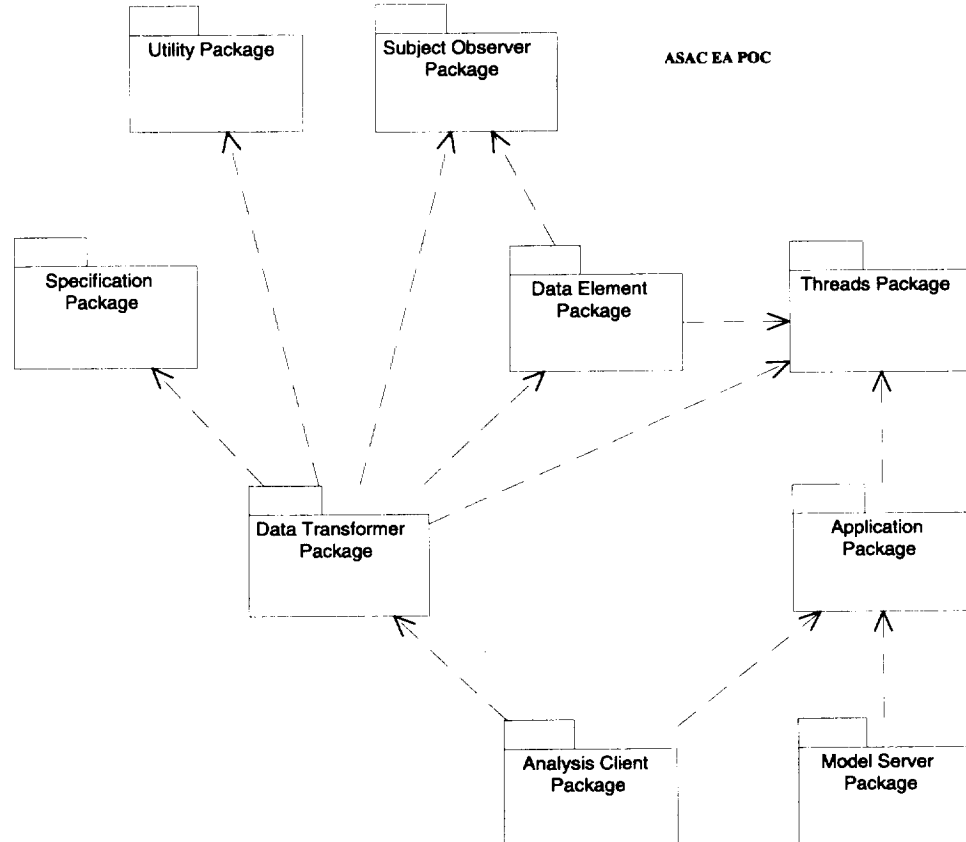 Utility Package
Subject Observer
Package
ASAC EA POC
Specification
Package
Data Element
Package
Threads Package
Data Transformer
Package
Application
Package
Analysis Client
Package
Model Server
Package